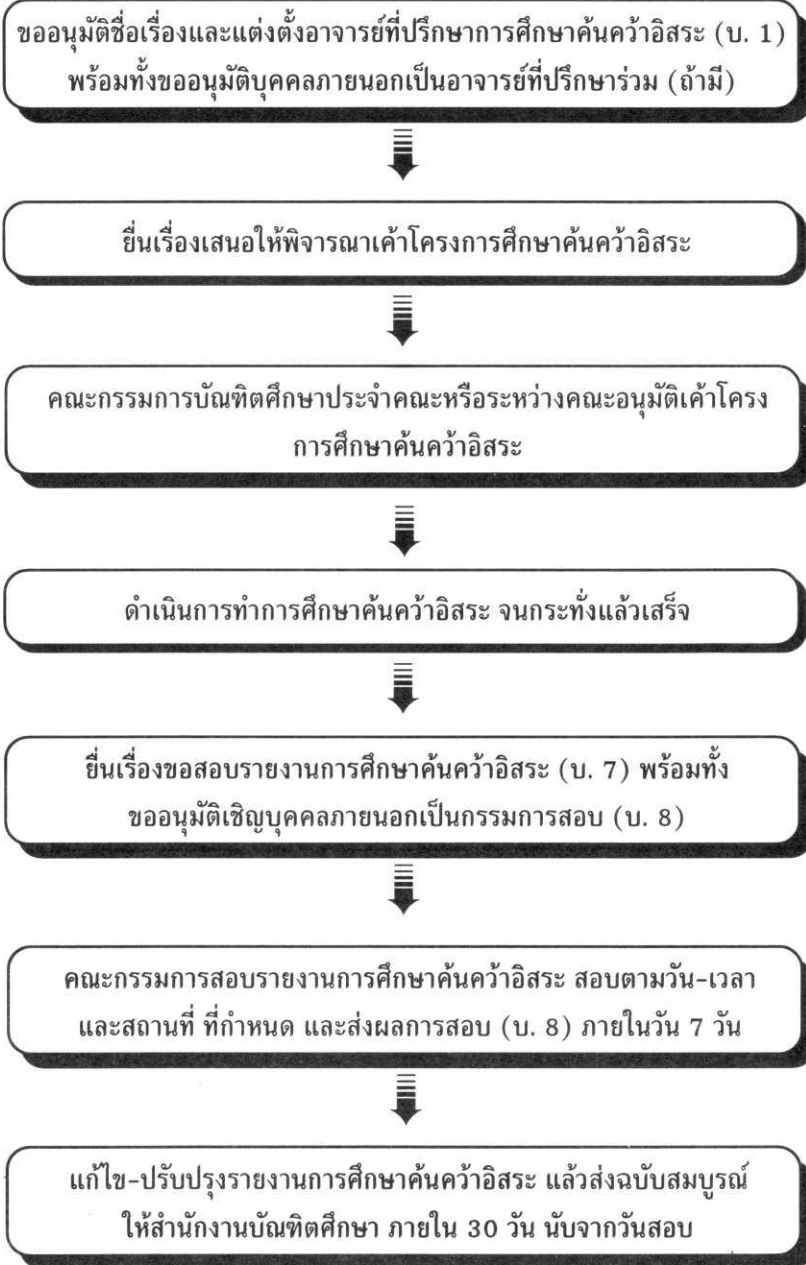 ขออนุมัติชื่อเรื่องและแต่งตั้งอาจารย์ที่ปรึกษาการศึกษาค้นคว้าอิสระ (บ. 1)
พร้อมทั้งขออนุมัติบุคคลภายนอกเป็นอาจารย์ที่ปรึกษาร่วม (ถ้ามี)
ยื่นเรื่องเสนอให้พิจารณาเค้าโครงการศึกษาค้นคว้าอิสระ
คณะกรรมการบัณฑิตศึกษาประจำคณะหรือระหว่างคณะอนุมัติเค้าโครง
การศึกษาค้นคว้าอิสระ
ดำเนินการทำการศึกษาค้นคว้าอิสระ จนกระทั่งแล้วเสร็จ
ยื่นเรื่องขอสอบรายงานการศึกษาค้นคว้าอิสระ (บ. 7) พร้อมทั้ง
ขออนุมัติเชิญบุคคลภายนอกเป็นกรรมการสอบ (บ. 8)
คณะกรรมการสอบรายงานการศึกษาค้นคว้าอิสระ สอบตามวัน-เวลา
และสถานที่ ที่กำหนด และส่งผลการสอบ (บ. 8) ภายในวัน 7 วัน
แก้ไข-ปรับปรุงรายงานการศึกษาค้นคว้าอิสระ แล้วส่งฉบับสมบูรณ์
ให้สำนักงานบัณฑิตศึกษา ภายใน 30 วัน นับจากวันสอบ